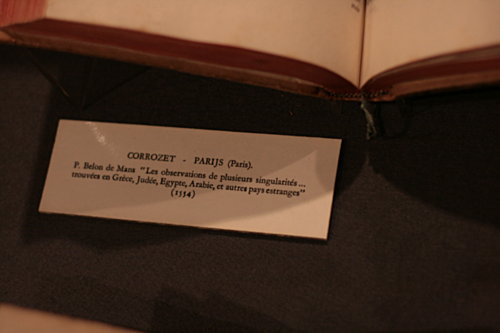 CORROZET - PARIJS (Paris).
P. Belon de Mans "Les observations de plusieurs singularités ...
trouvées en Grèce, Judée, Egypte, Arabie, et autres pays estranges"
(1554)